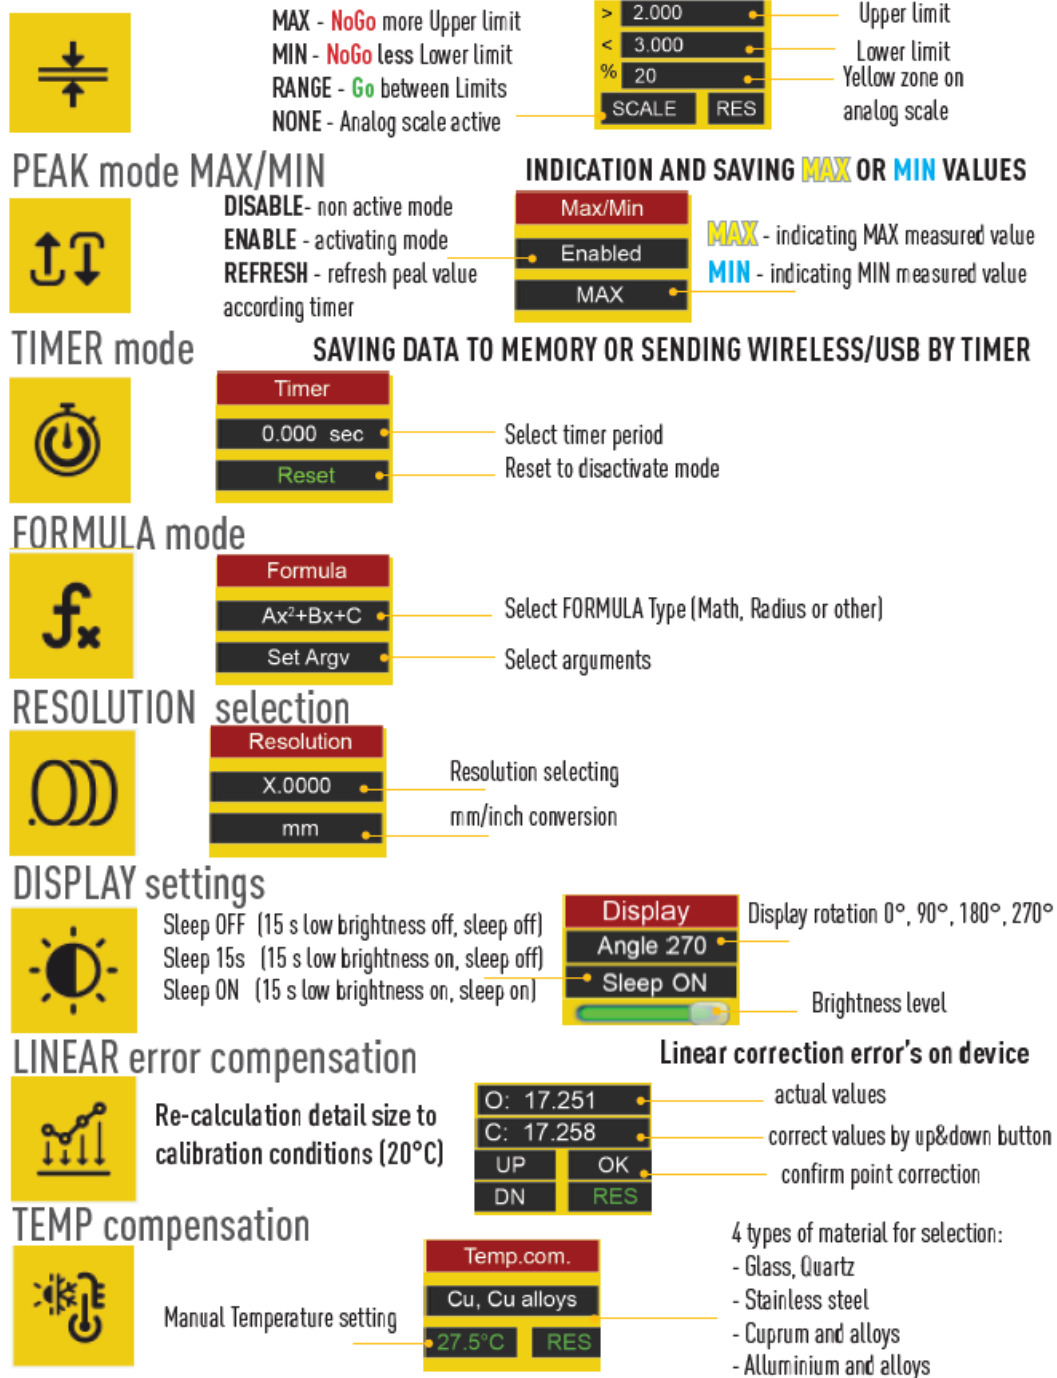 MAX - NoGo more Upper limit
MIN - NoGo less Lower limit
RANGE - Go between Limits
NONE - Analog scale active
> 2.000
< 3.000
% 20
SCALE RES
Upper limit
Lower limit
Yellow zone on
analog scale
PEAK mode MAX/MIN
INDICATION AND SAVING MAX OR MIN VALUES
DISABLE- non active mode
ENABLE - activating mode
REFRESH - refresh peal value
according timer
Max/Min
Enabled
MAX
MAX - indicating MAX measured value
MIN - indicating MIN measured value
TIMER mode
SAVING DATA TO MEMORY OR SENDING WIRELESS/USB BY TIMER
Timer
0.000 sec
Reset
Select timer period
Reset to disactivate mode
FORMULA mode
fx
Formula
Ax²+Bx+C
Set Argv
Select FORMULA Type (Math, Radius or other)
Select arguments
RESOLUTION selection
.000
Resolution
X.0000
mm
Resolution selecting
mm/inch conversion
DISPLAY settings
Sleep OFF (15 s low brightness off, sleep off)
Sleep 15s (15 s low brightness on, sleep off)
Sleep ON (15 s low brightness on, sleep on)
Display
Angle 270
Sleep ON
Display rotation 0°, 90°, 180°, 270°
Brightness level
LINEAR error compensation
Linear correction error's on device
Re-calculation detail size to
calibration conditions (20°C)
O: 17.251
C: 17.258
UP OK
DN RES
actual values
correct values by up&down button
confirm point correction
TEMP compensation
Manual Temperature setting
Temp.com.
Cu, Cu alloys
27.5°C RES
4 types of material for selection:
- Glass, Quartz
- Stainless steel
- Cuprum and alloys
- Alluminium and alloys